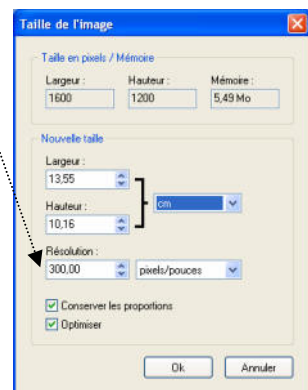 Taille de l'image
Taille en pixels / Mémoire
Largeur : Hauteur : Mémoire :
1600 1200 5,49 Mo
Nouvelle taille
Largeur :
13,55
cm
Hauteur :
10,16
Résolution :
300,00 pixels/pouces
Conserver les proportions
Optimiser
Ok Annuler